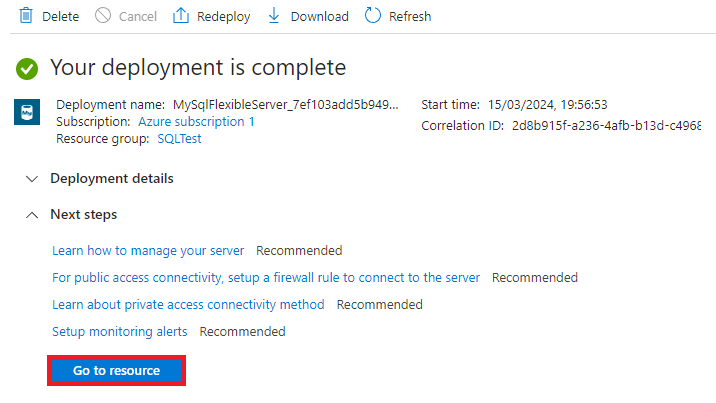 Delete Cancel Redeploy Download Refresh
Your deployment is complete
My
Deployment name: MySqlFlexibleServer_7ef103add5b949... Start time: 15/03/2024, 19:56:53
Subscription: Azure subscription 1 Correlation ID: 2d8b915f-a236-4afb-b13d-c4968
Resource group: SQLTest
Deployment details
Next steps
Learn how to manage your server Recommended
For public access connectivity, setup a firewall rule to connect to the server Recommended
Learn about private access connectivity method Recommended
Setup monitoring alerts Recommended
Go to resource